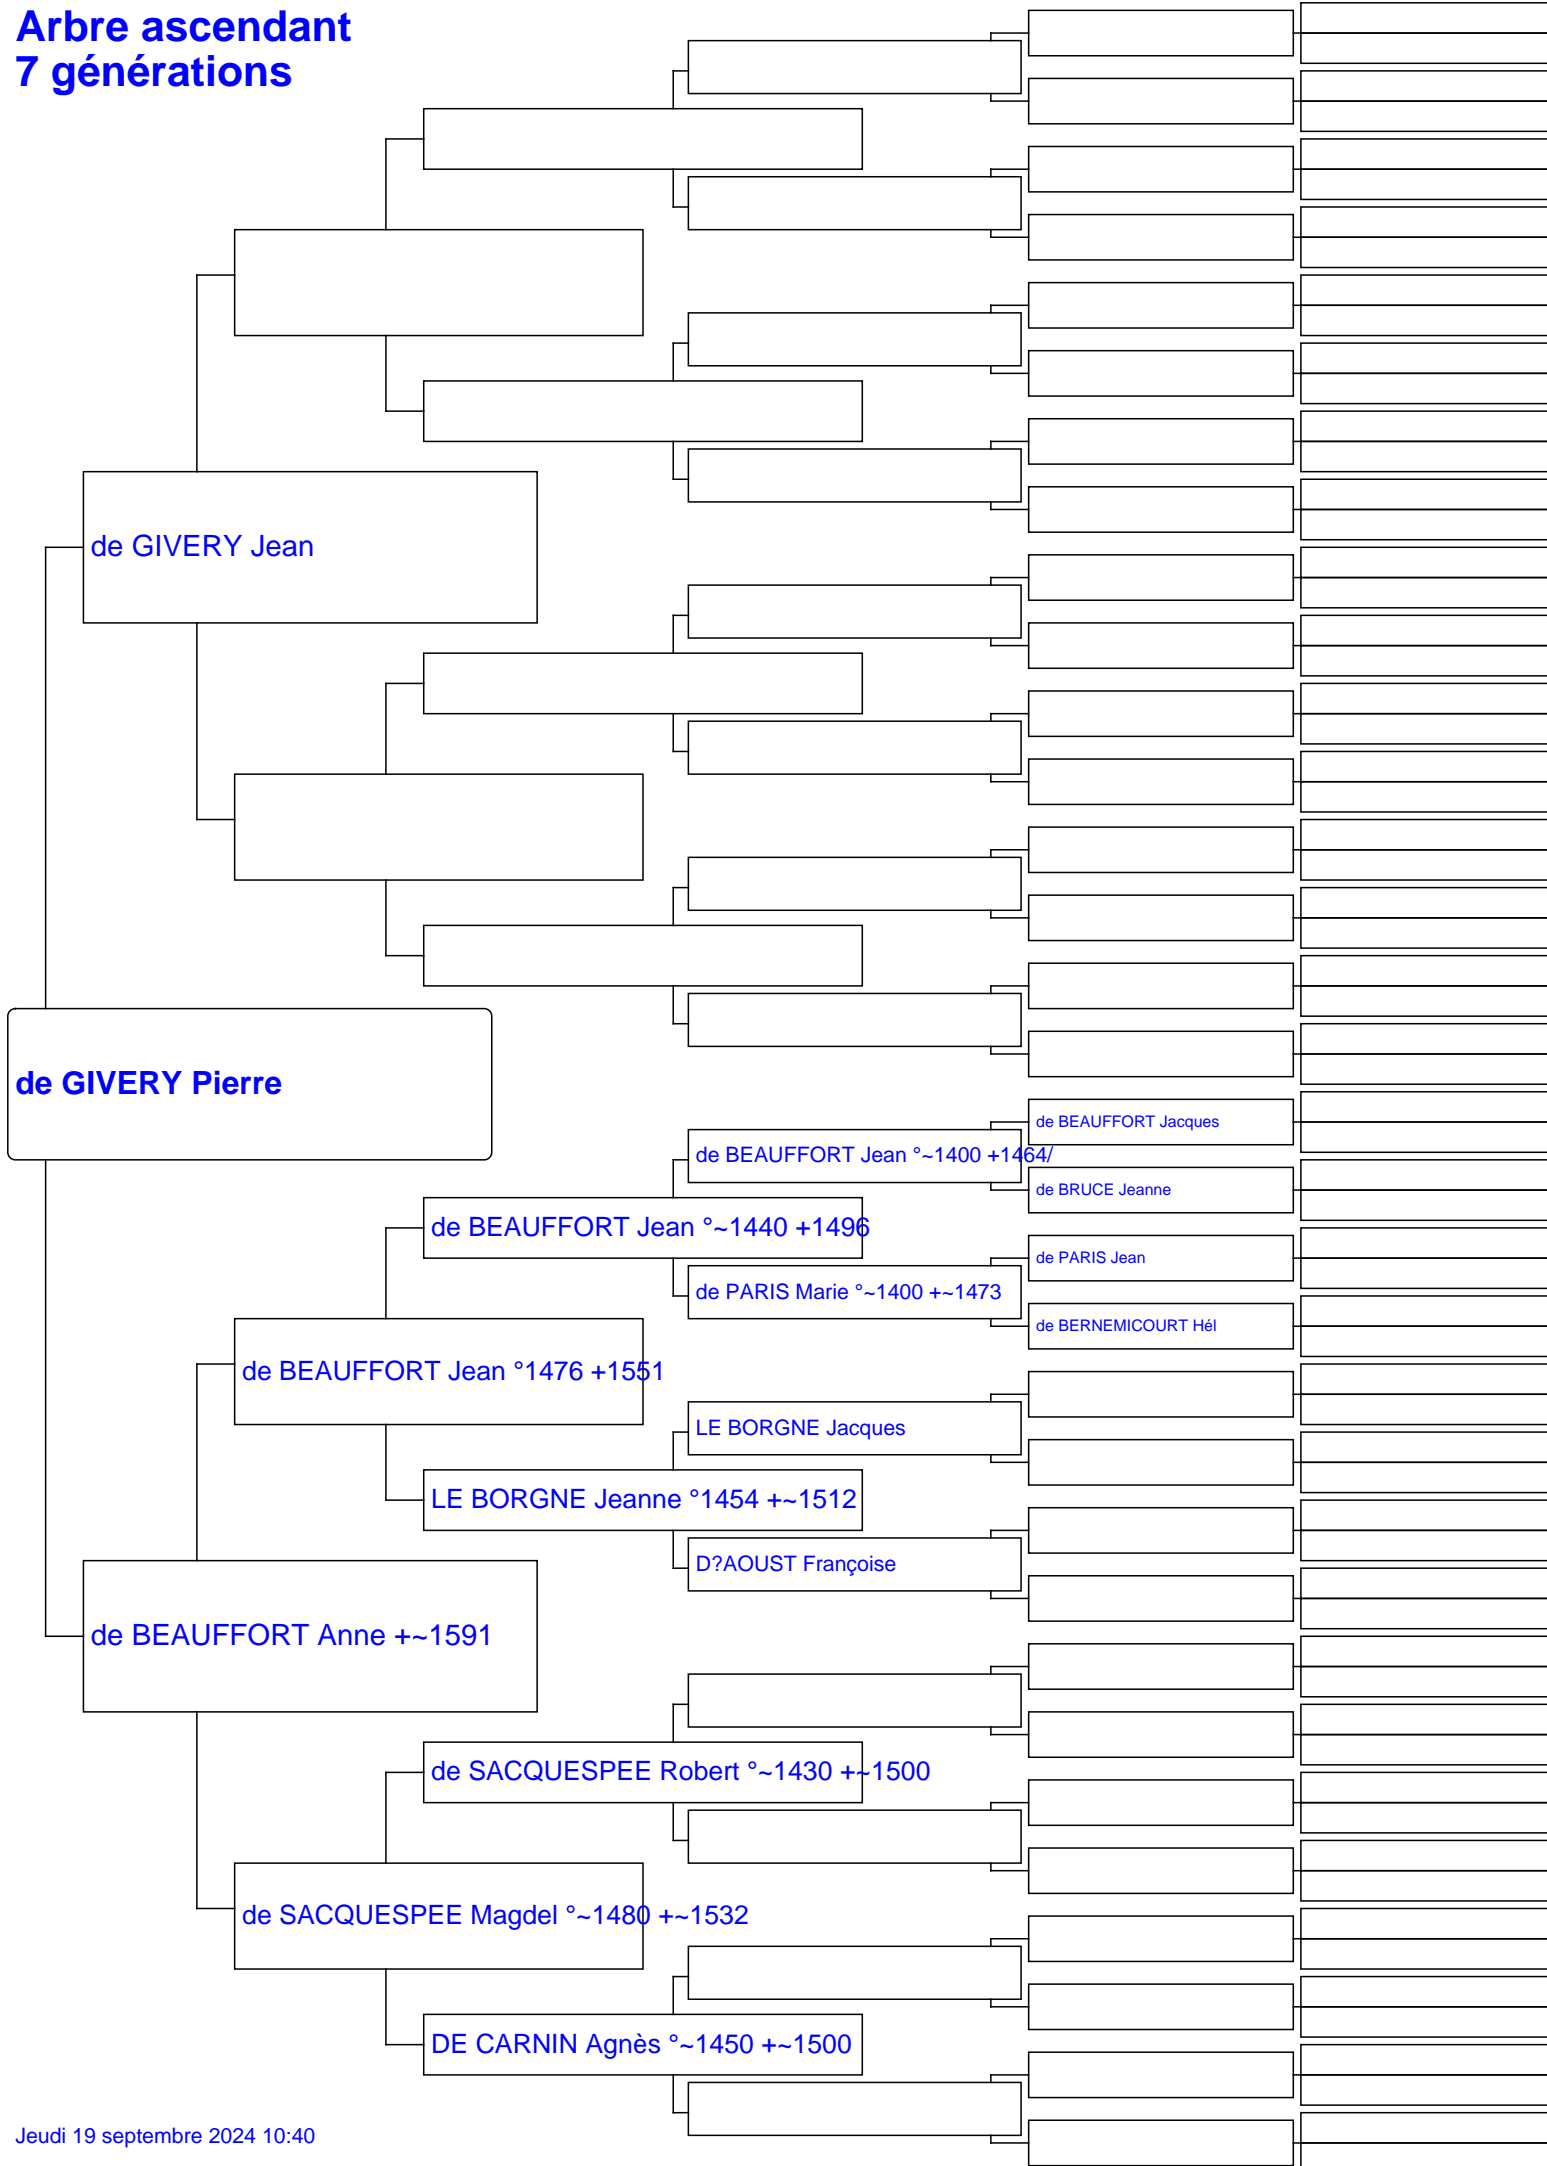 Arbre ascendant
7 générations
de GIVERY Jean
de GIVERY Pierre
de BEAUFFORT Jacques
de BEAUFFORT Jean °~1400 +1464/
de BRUCE Jeanne
de BEAUFFORT Jean °~1440 +1496
de PARIS Jean
de PARIS Marie °~1400 +~1473
de BERNEMICOURT Hél
de BEAUFFORT Jean °1476 +1551
LE BORGNE Jacques
LE BORGNE Jeanne °1454 +~1512
D?AOUST Françoise
de BEAUFFORT Anne +~1591
de SACQUESPEE Robert °~1430 +~1500
de SACQUESPEE Magdel °~1480 +~1532
DE CARNIN Agnès °~1450 +~1500
Jeudi 19 septembre 2024 10:40